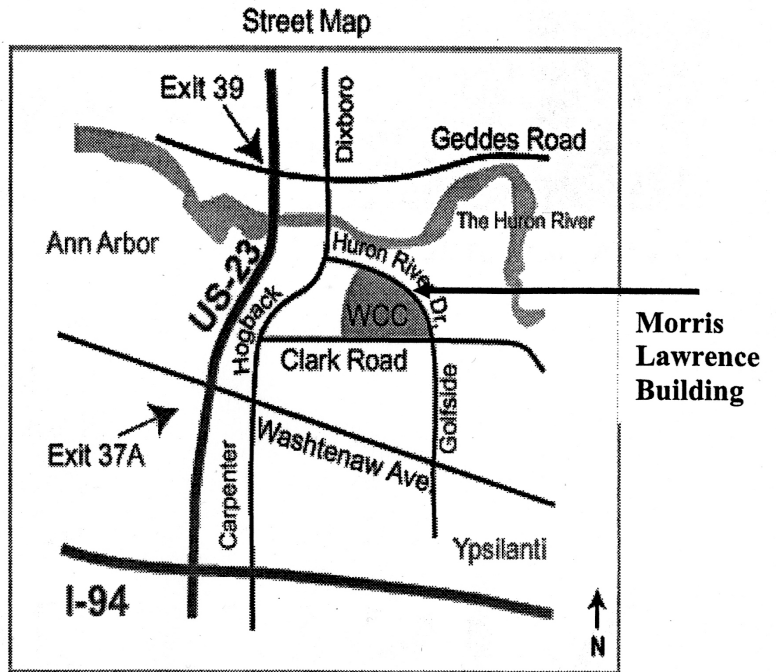 Street Map
Exit 39
Dixboro
Geddes Road
The Huron River
Ann Arbor
US-23
Huron River Dr.
Hogback
WCC
Morris
Lawrence
Building
Clark Road
Golfside
Exit 37A
Washtenaw Ave.
Carpenter
Ypsilanti
I-94
N